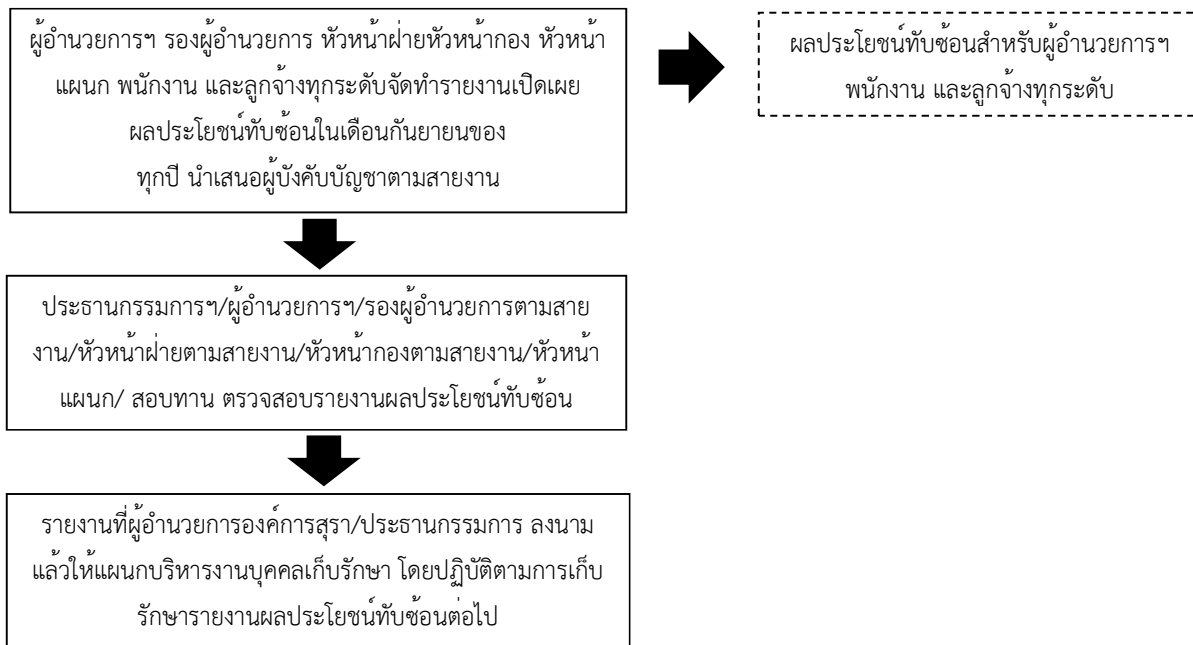 ผู้อำนวยการฯ รองผู้อำนวยการ หัวหน้าฝ่ายหัวหน้ากอง หัวหน้า
แผนก พนักงาน และลูกจ้างทุกระดับจัดทำรายงานเปิดเผย
ผลประโยชน์ทับซ้อนในเดือนกันยายนของ
ทุกปี นำเสนอผู้บังคับบัญชาตามสายงาน
ผลประโยชน์ทับซ้อนสำหรับผู้อำนวยการฯ
พนักงาน และลูกจ้างทุกระดับ
ประธานกรรมการฯ/ผู้อำนวยการฯ/รองผู้อำนวยการตามสาย
งาน/หัวหน้าฝ่ายตามสายงาน/หัวหน้ากองตามสายงาน/หัวหน้า
แผนก/ สอบทาน ตรวจสอบรายงานผลประโยชน์ทับซ้อน
รายงานที่ผู้อำนวยการองค์การสุรา/ประธานกรรมการ ลงนาม
แล้วให้แผนกบริหารงานบุคคลเก็บรักษา โดยปฏิบัติตามการเก็บ
รักษารายงานผลประโยชน์ทับซ้อนต่อไป